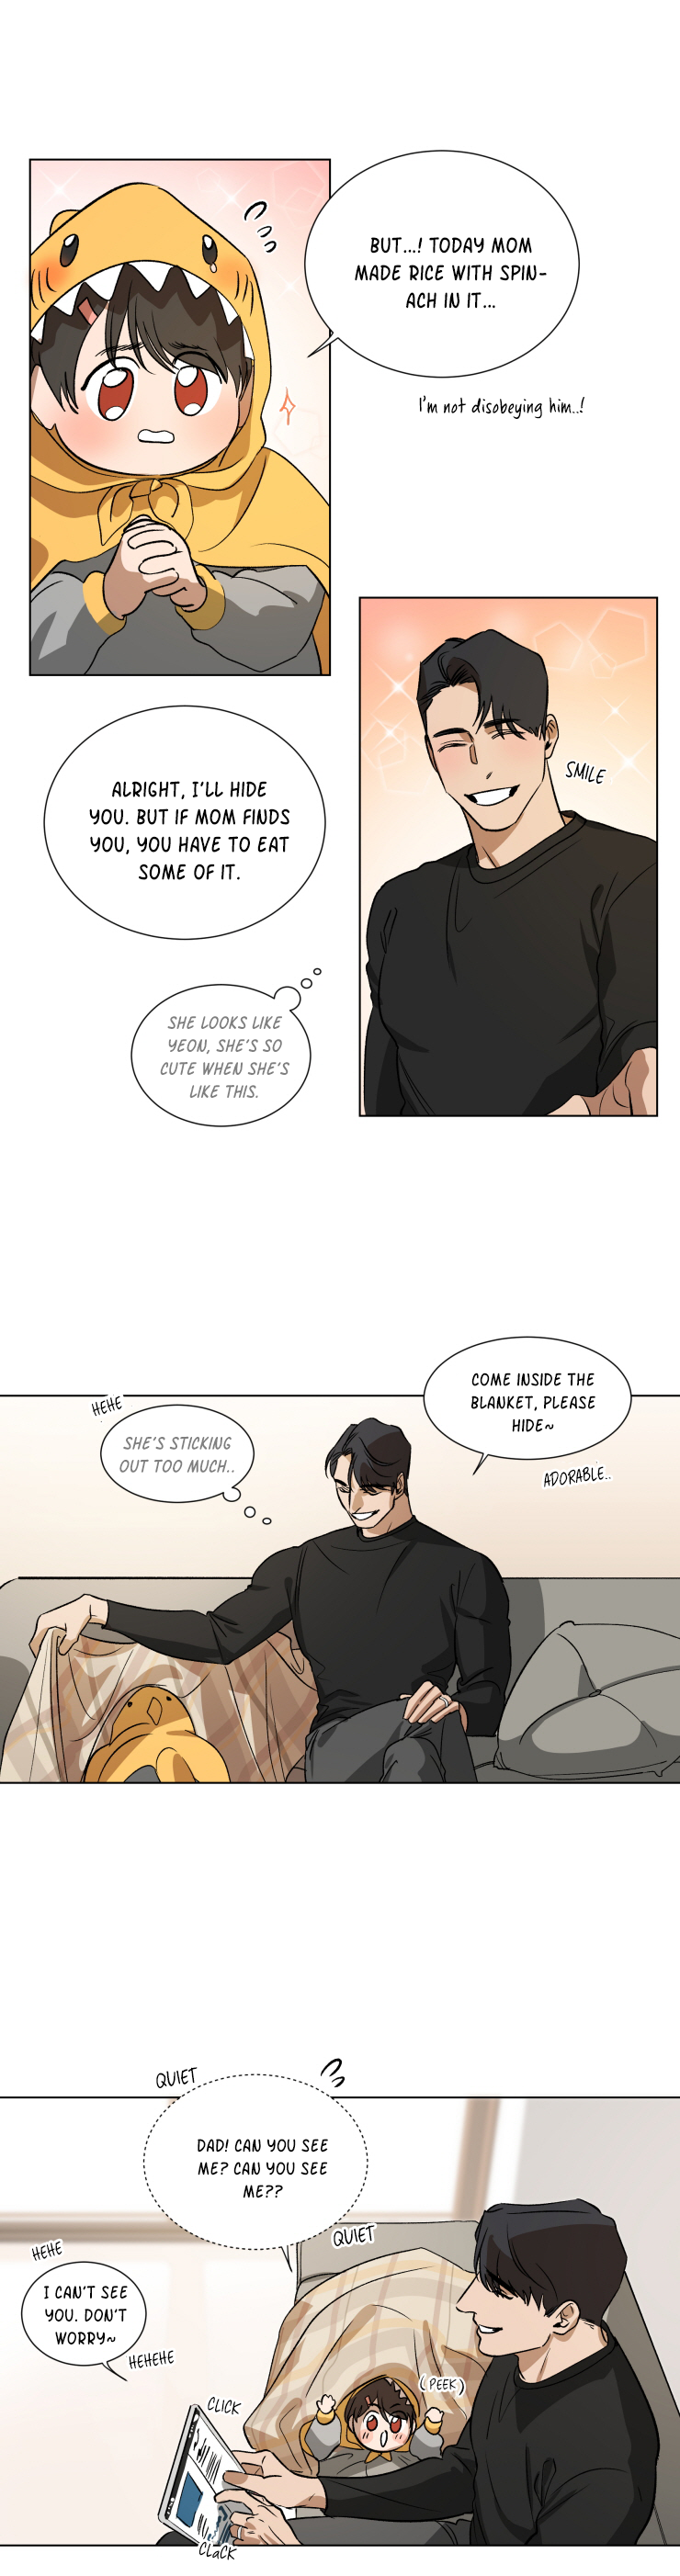 BUT...! TODAY MOM
MADE RICE WITH SPIN-
ACH IN IT...
I'm not disobeying him..!
SMILE
ALRIGHT, I'LL HIDE
YOU. BUT IF MOM FINDS
YOU, YOU HAVE TO EAT
SOME OF IT.
SHE LOOKS LIKE
YEON, SHE'S SO
CUTE WHEN SHE'S
LIKE THIS.
COME INSIDE THE
BLANKET, PLEASE
HIDE~
ADORABLE..
HEHE
SHE'S STICKING
OUT TOO MUCH..
QUIET
DAD! CAN YOU SEE
ME? CAN YOU SEE
ME??
QUIET
HEHE
I CAN'T SEE
YOU. DON'T
WORRY~
HEHEHE
(PEEK)
CLICK
CLACK